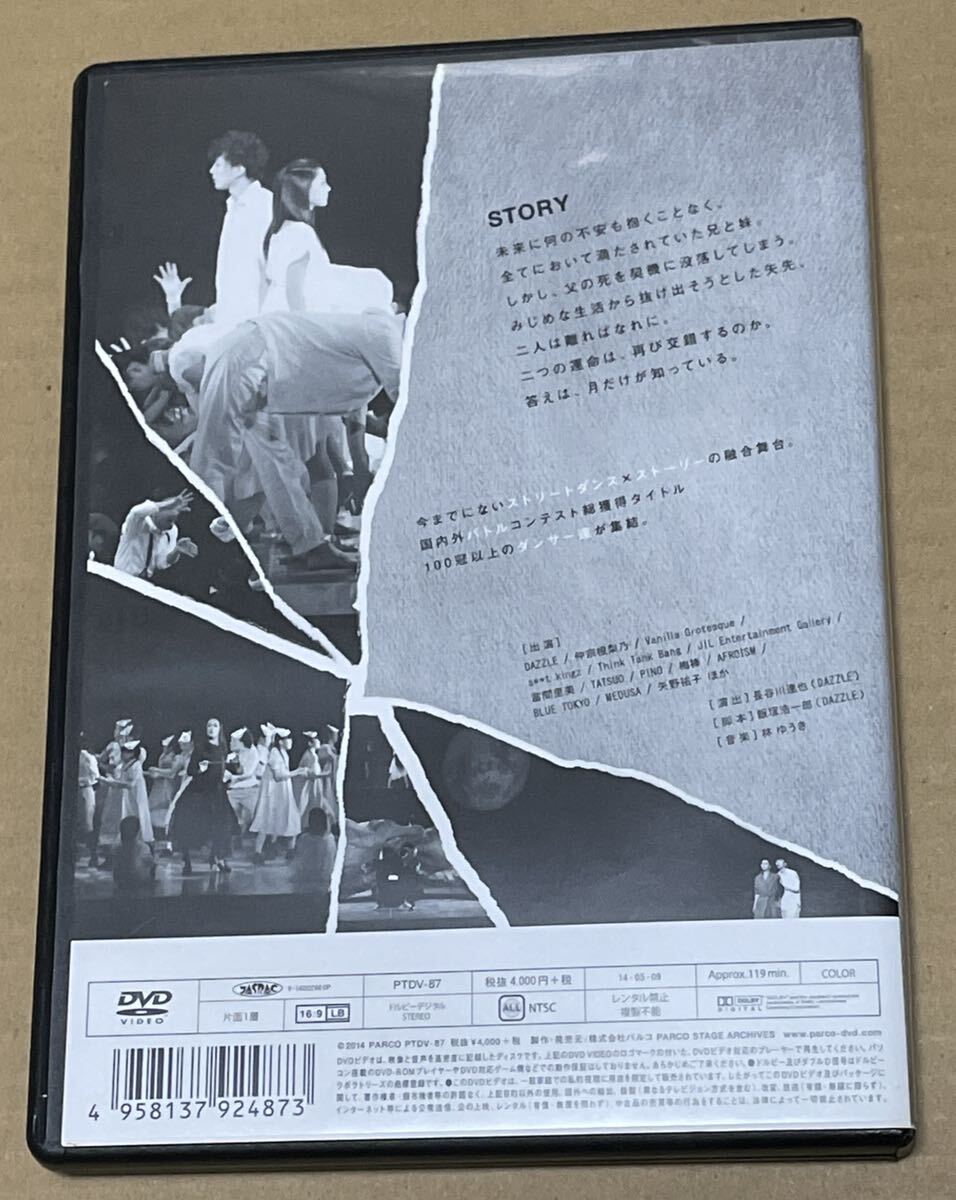 STORY
未来に何の不安も抱くことなく、
全てにおいて満たされていた兄と妹。
しかし、父の死を契機に没落してしまう。
みじめな生活から抜け出そうとした矢先、
二人は離ればなれに。
二つの運命は、再び交錯するのか。
答えは、月だけが知っている。
今までにないストリートダンス×ストーリーの融合舞台。
国内外バトルコンテスト総獲得タイトル
100冠以上のダンサー達が集結。
[出演]
DAZZLE / 仲宗根梨乃 / Vanilla Grotesque /
s**t kingz / Think Tank Bang / JIL Entertainment Gallery /
冨間里美 / TATSUO / PINO / 梅棒 / AFROISM /
BLUE TOKYO / MEDUSA / 矢野祐子 ほか
[演出] 長谷川達也(DAZZLE)
[脚本] 飯塚浩一郎(DAZZLE)
[音楽] 林 ゆうき
DVD VIDEO
JASRAC
片面1層
16:9 LB
PTDV-87
ドルビーデジタル
STEREO
税抜 4,000円+税
ALL NTSC
14・05・09
レンタル禁止
複製不能
Approx.119 min.
COLOR
DOLBY DIGITAL
©2014 PARCO PTDV-87 税抜 ¥4,000+税 製作・発売元/株式会社パルコ PARCO STAGE ARCHIVES www.parco-dvd.com
4 958137 924873